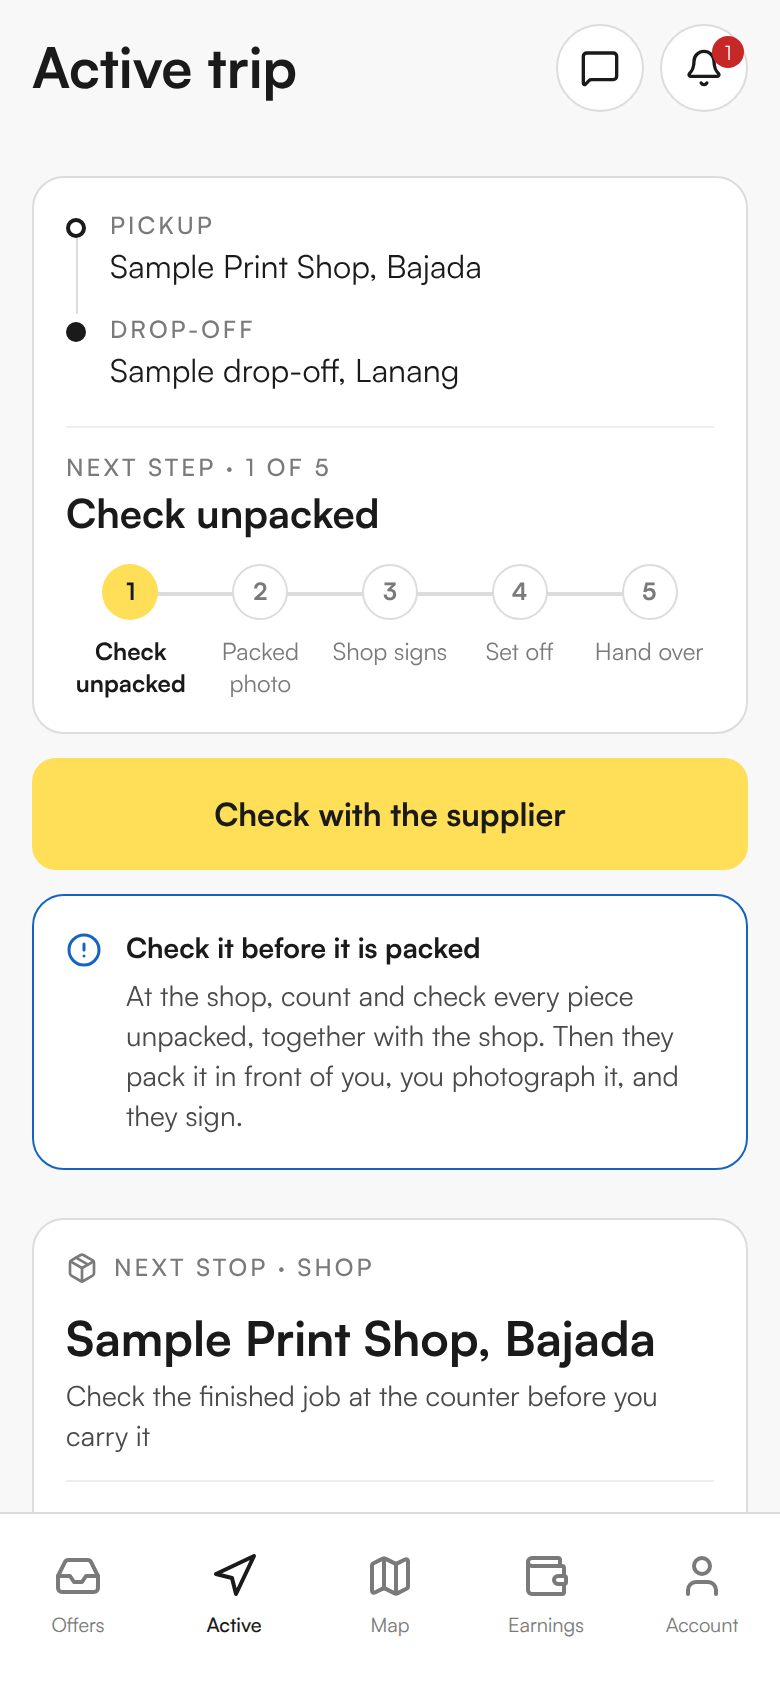 Active trip
1
PICKUP
Sample Print Shop, Bajada
DROP-OFF
Sample drop-off, Lanang
NEXT STEP · 1 OF 5
Check unpacked
1 2 3 4 5
Check unpacked
Packed photo
Shop signs
Set off
Hand over
Check with the supplier
Check it before it is packed
At the shop, count and check every piece
unpacked, together with the shop. Then they
pack it in front of you, you photograph it, and
they sign.
NEXT STOP · SHOP
Sample Print Shop, Bajada
Check the finished job at the counter before you
carry it
Offers
Active
Map
Earnings
Account